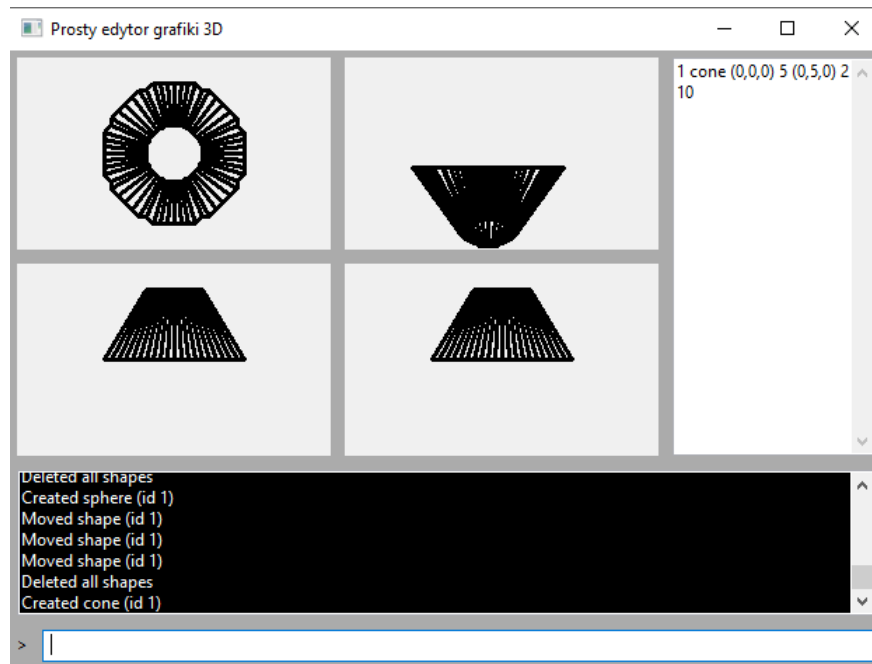 Prosty edytor grafiki 3D
1 cone (0,0,0) 5 (0,5,0) 2
10
Deleted all shapes
Created sphere (id 1)
Moved shape (id 1)
Moved shape (id 1)
Moved shape (id 1)
Deleted all shapes
Created cone (id 1)
>